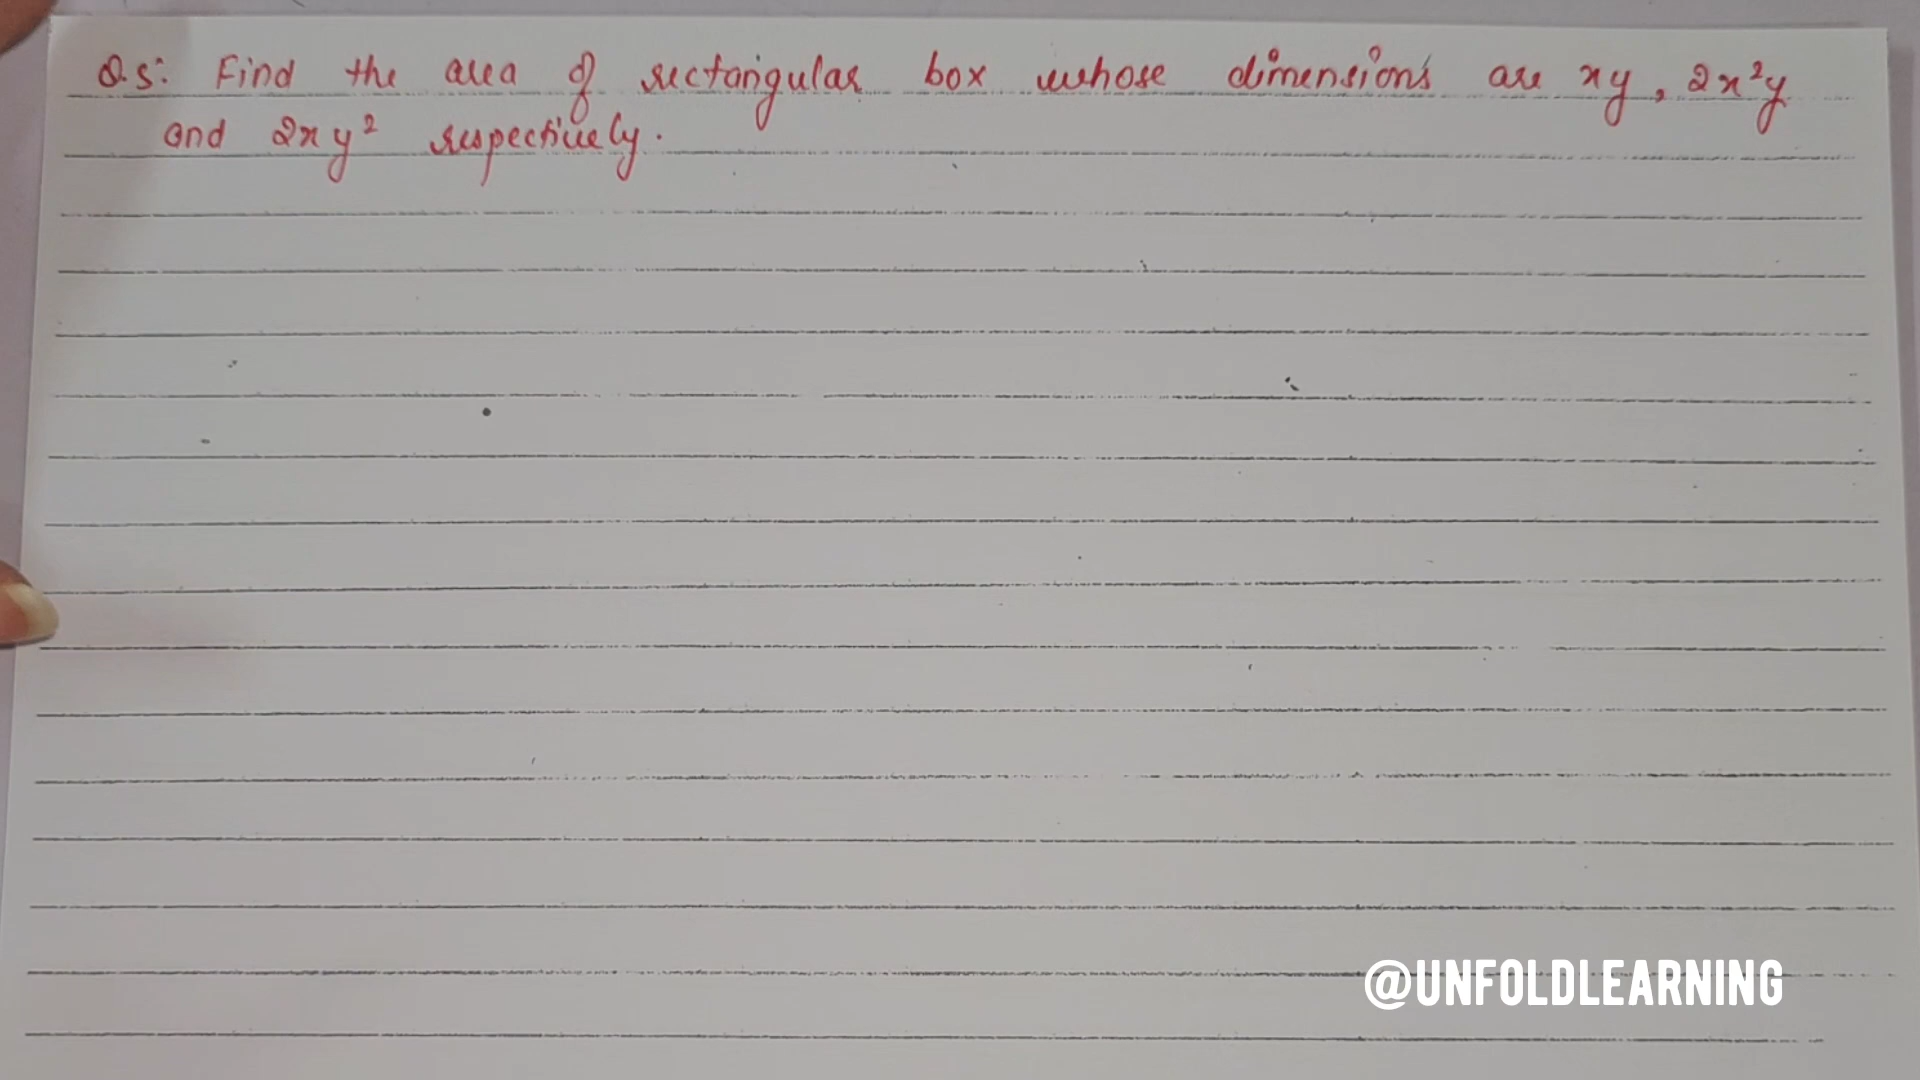 Q.5: Find the area of rectangular box whose dimensions are xy, 2x²y
and 2xy² respectively.
@UNFOLDLEARNING